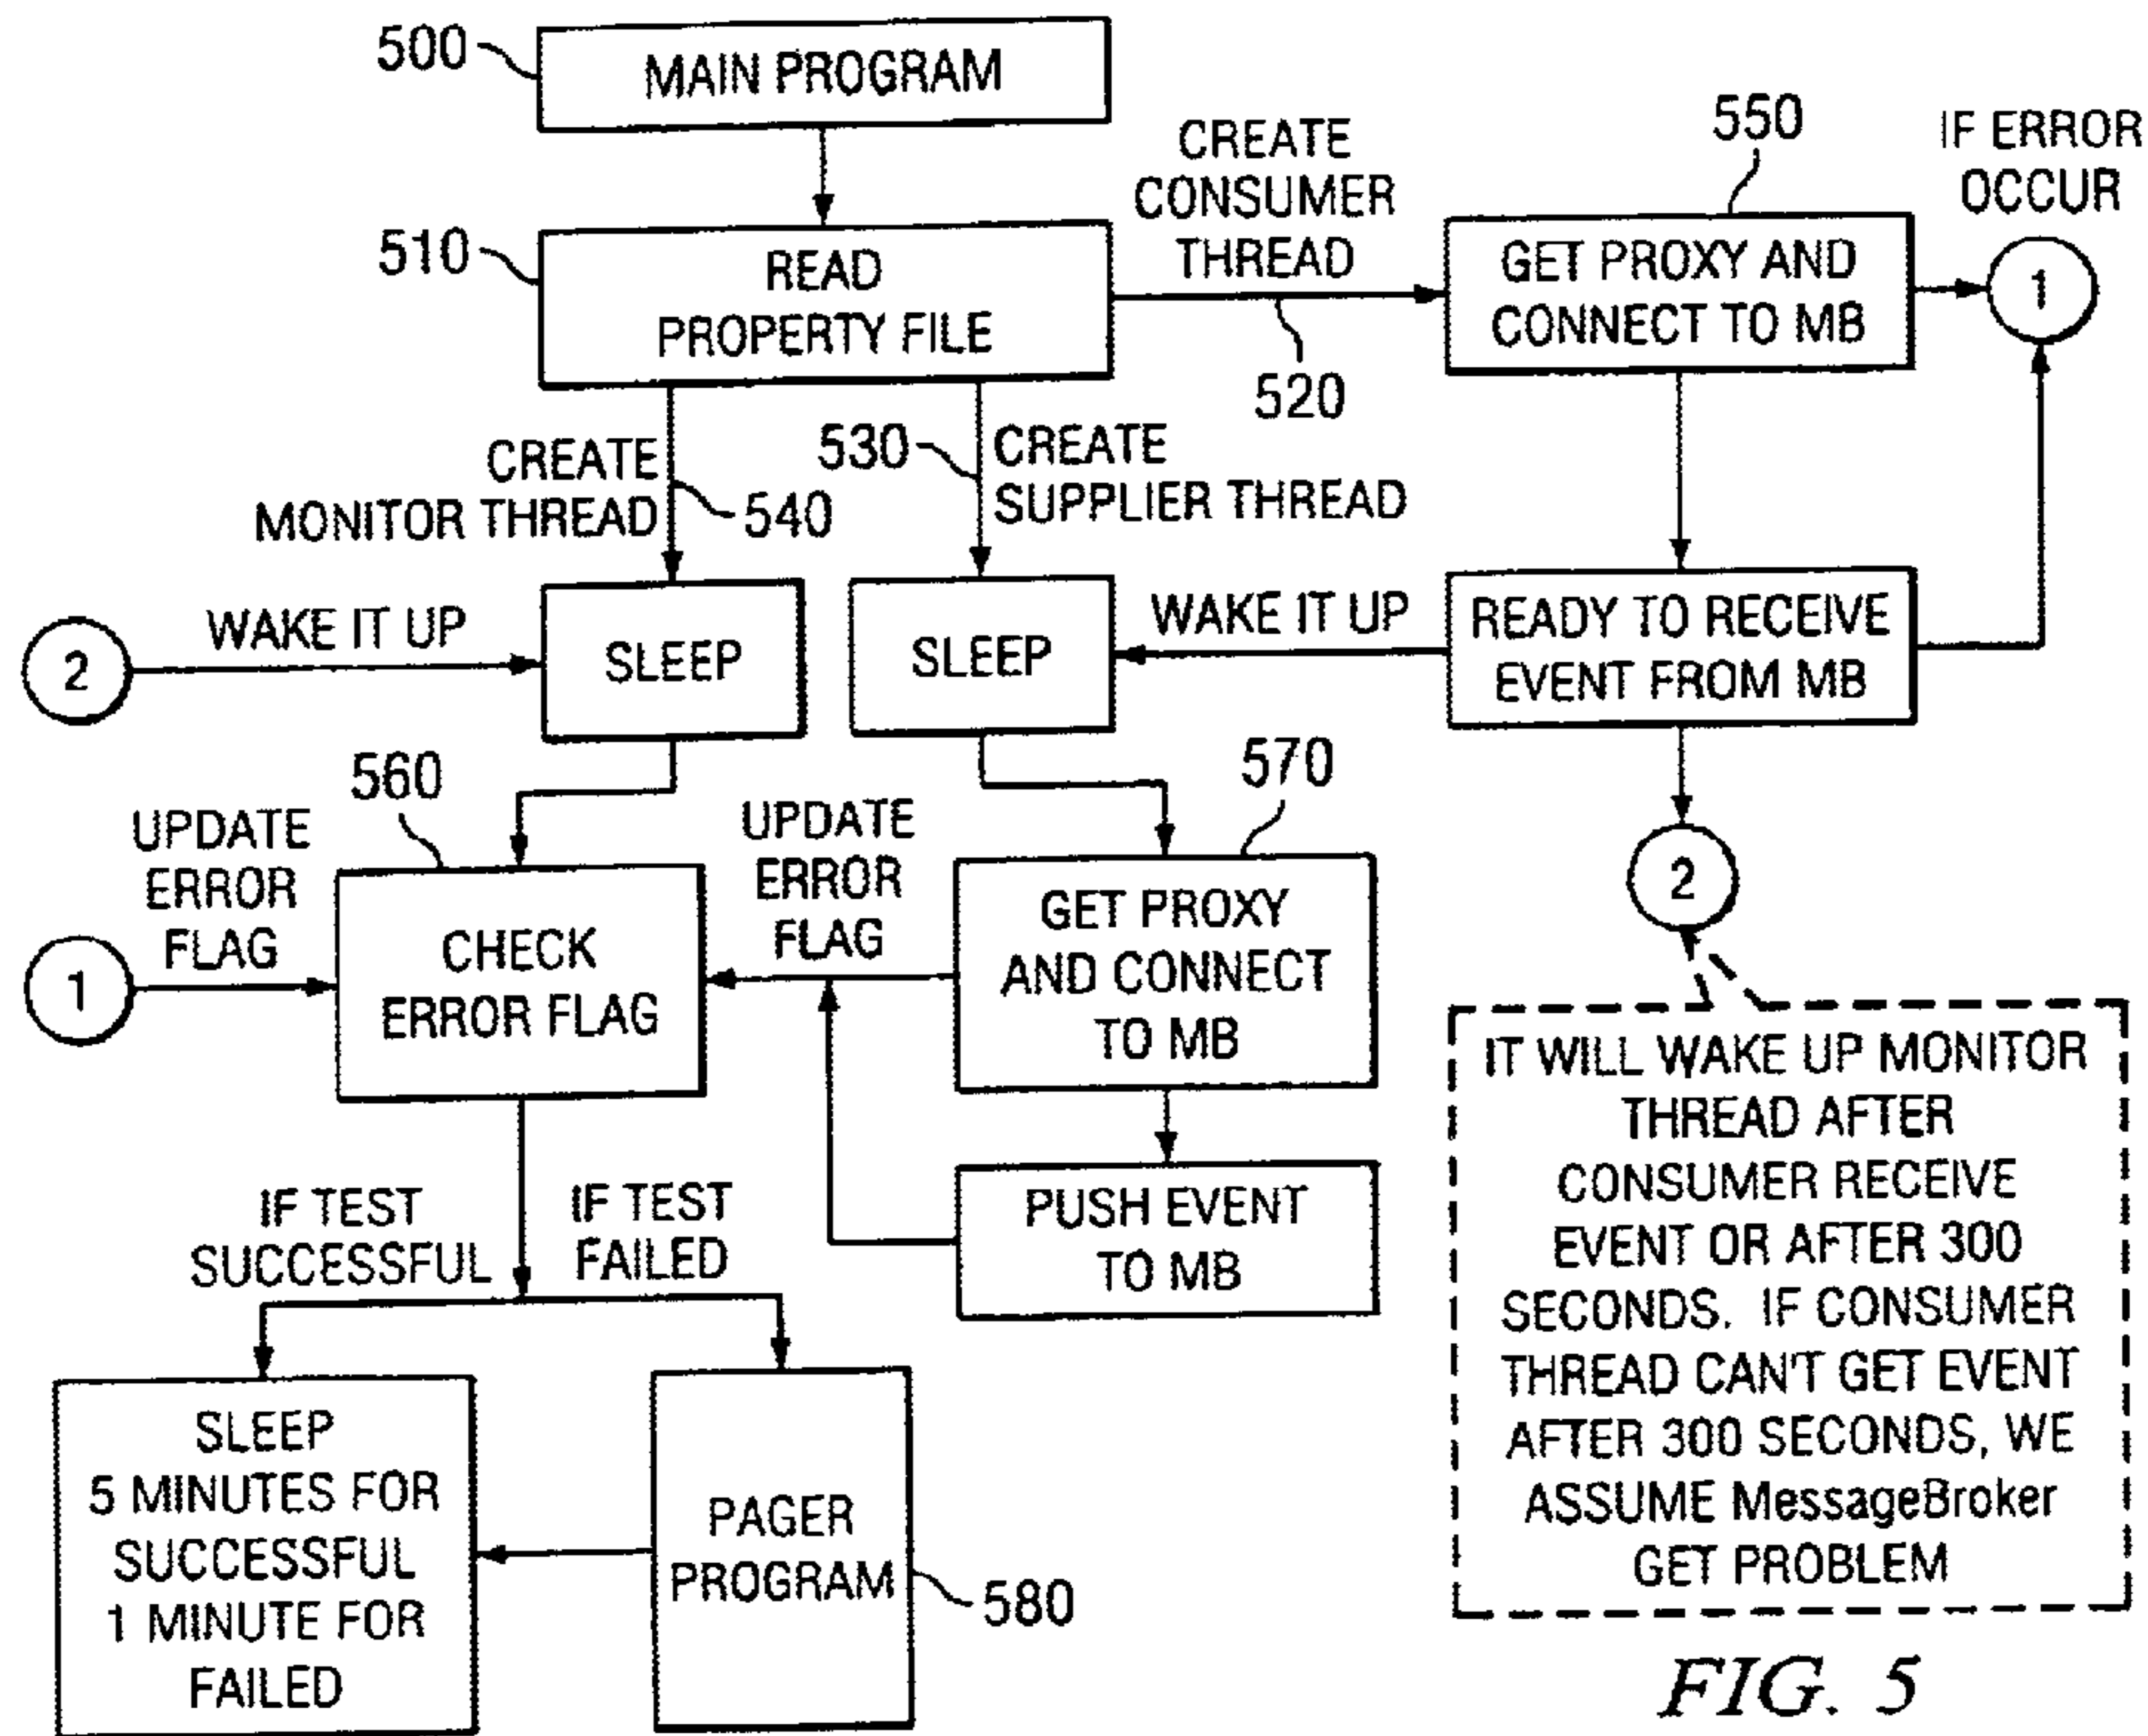 500
MAIN PROGRAM
550
IF ERROR
OCCUR
CREATE
CONSUMER
THREAD
510
READ
PROPERTY FILE
520
GET PROXY AND
CONNECT TO MB
1
CREATE
MONITOR THREAD
540
530
CREATE
SUPPLIER THREAD
2
WAKE IT UP
SLEEP
SLEEP
WAKE IT UP
READY TO RECEIVE
EVENT FROM MB
560
570
2
UPDATE
ERROR
FLAG
1
CHECK
ERROR FLAG
UPDATE
ERROR
FLAG
GET PROXY
AND CONNECT
TO MB
PUSH EVENT
TO MB
IF TEST
SUCCESSFUL
IF TEST
FAILED
SLEEP
5 MINUTES FOR
SUCCESSFUL
1 MINUTE FOR
FAILED
PAGER
PROGRAM
580
IT WILL WAKE UP MONITOR
THREAD AFTER
CONSUMER RECEIVE
EVENT OR AFTER 300
SECONDS. IF CONSUMER
THREAD CAN'T GET EVENT
AFTER 300 SECONDS, WE
ASSUME MessageBroker
GET PROBLEM
FIG. 5